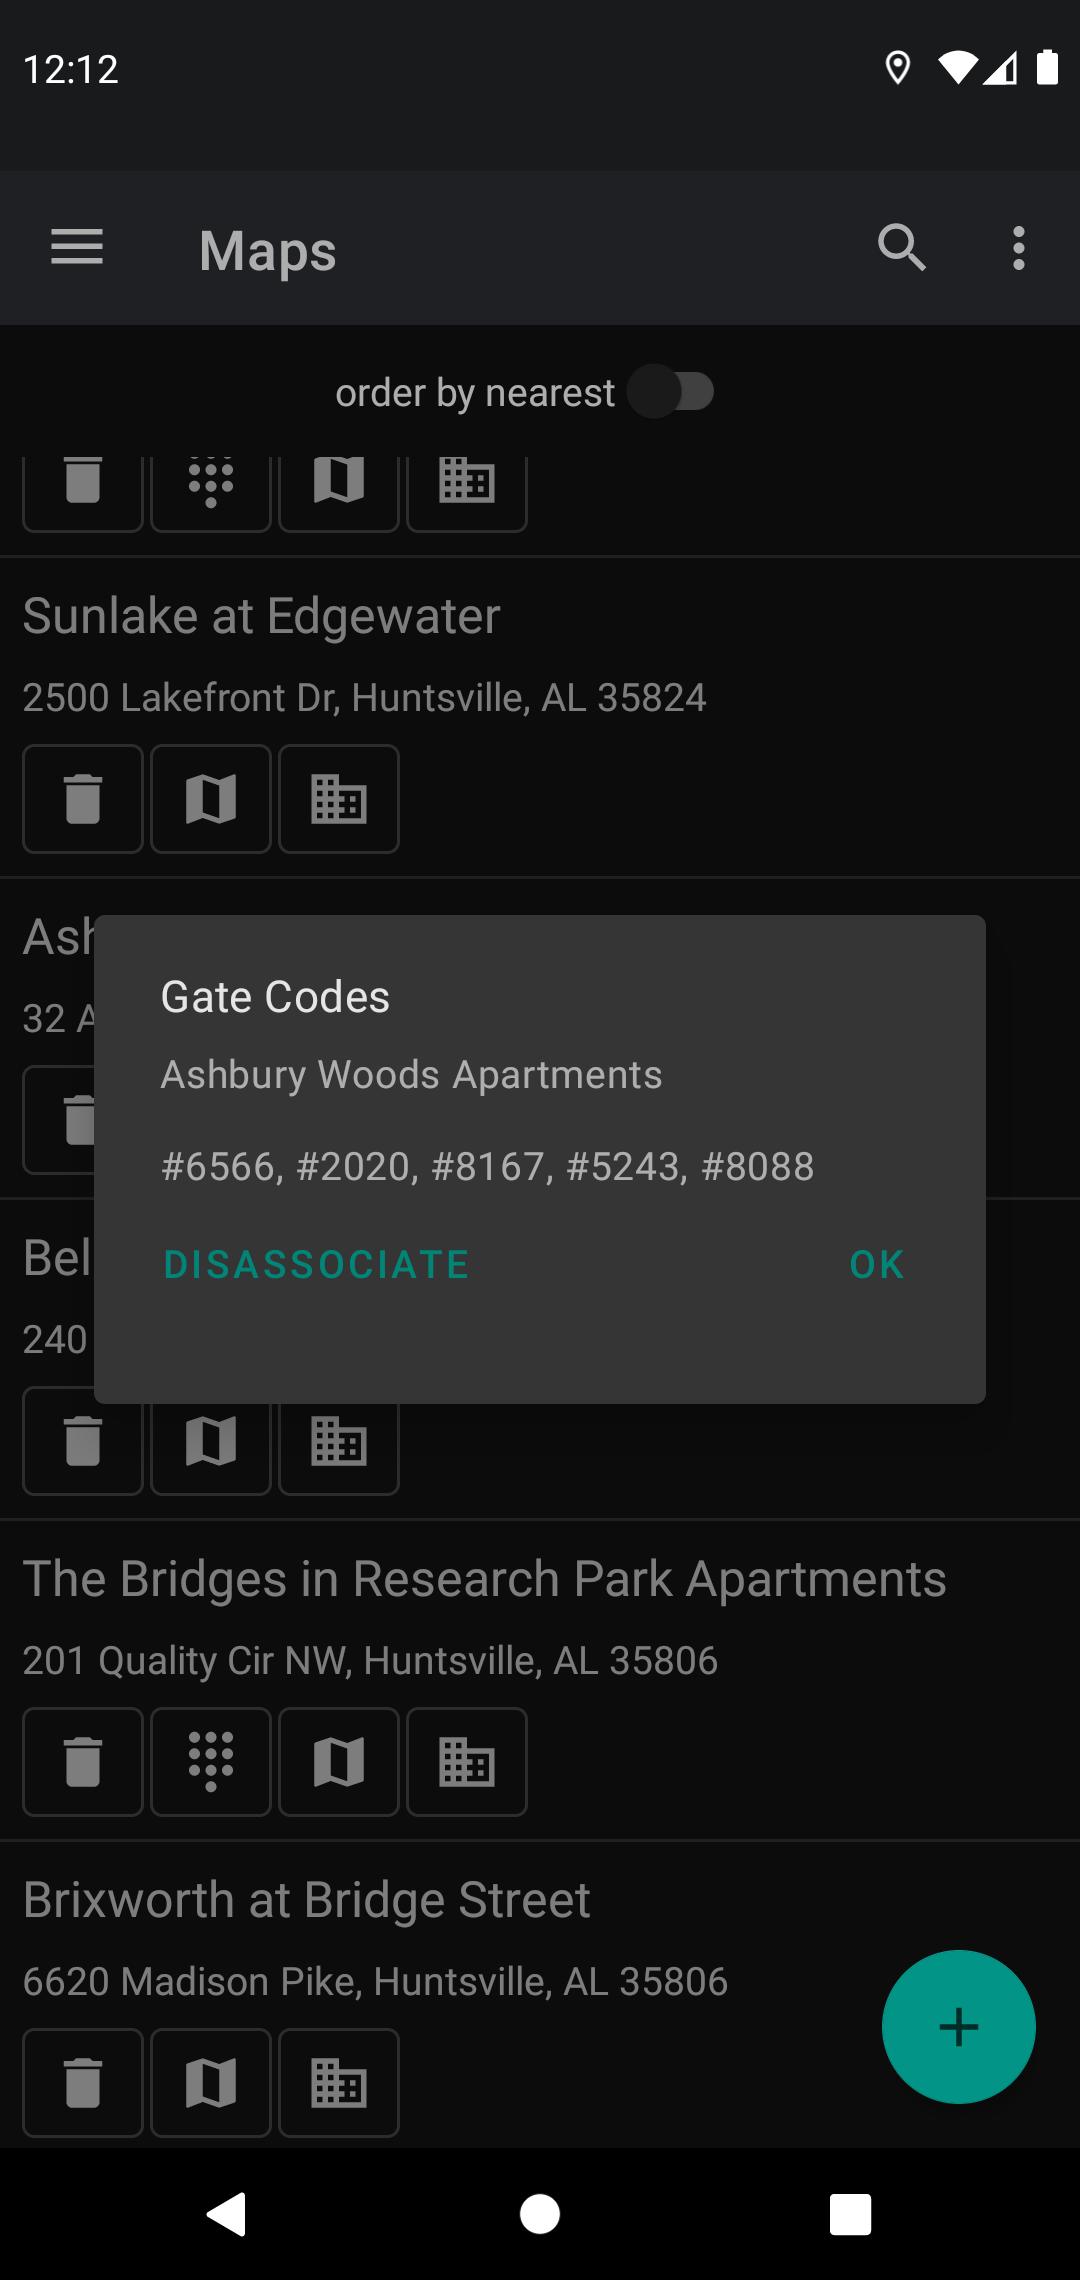 12:12
Maps
order by nearest
Sunlake at Edgewater
2500 Lakefront Dr, Huntsville, AL 35824
Ash
32 A
Gate Codes
Ashbury Woods Apartments
#6566, #2020, #8167, #5243, #8088
DISASSOCIATE OK
Bel
240
The Bridges in Research Park Apartments
201 Quality Cir NW, Huntsville, AL 35806
Brixworth at Bridge Street
6620 Madison Pike, Huntsville, AL 35806